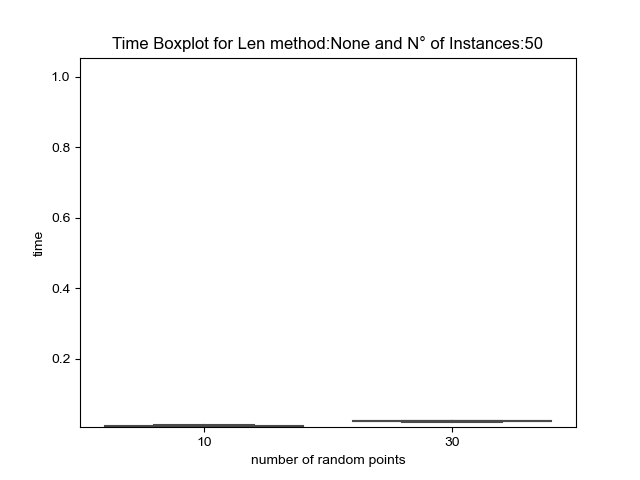 Time Boxplot for Len method:None and N° of Instances:50
1.0
0.8
0.6
0.4
0.2
time
10 30
number of random points